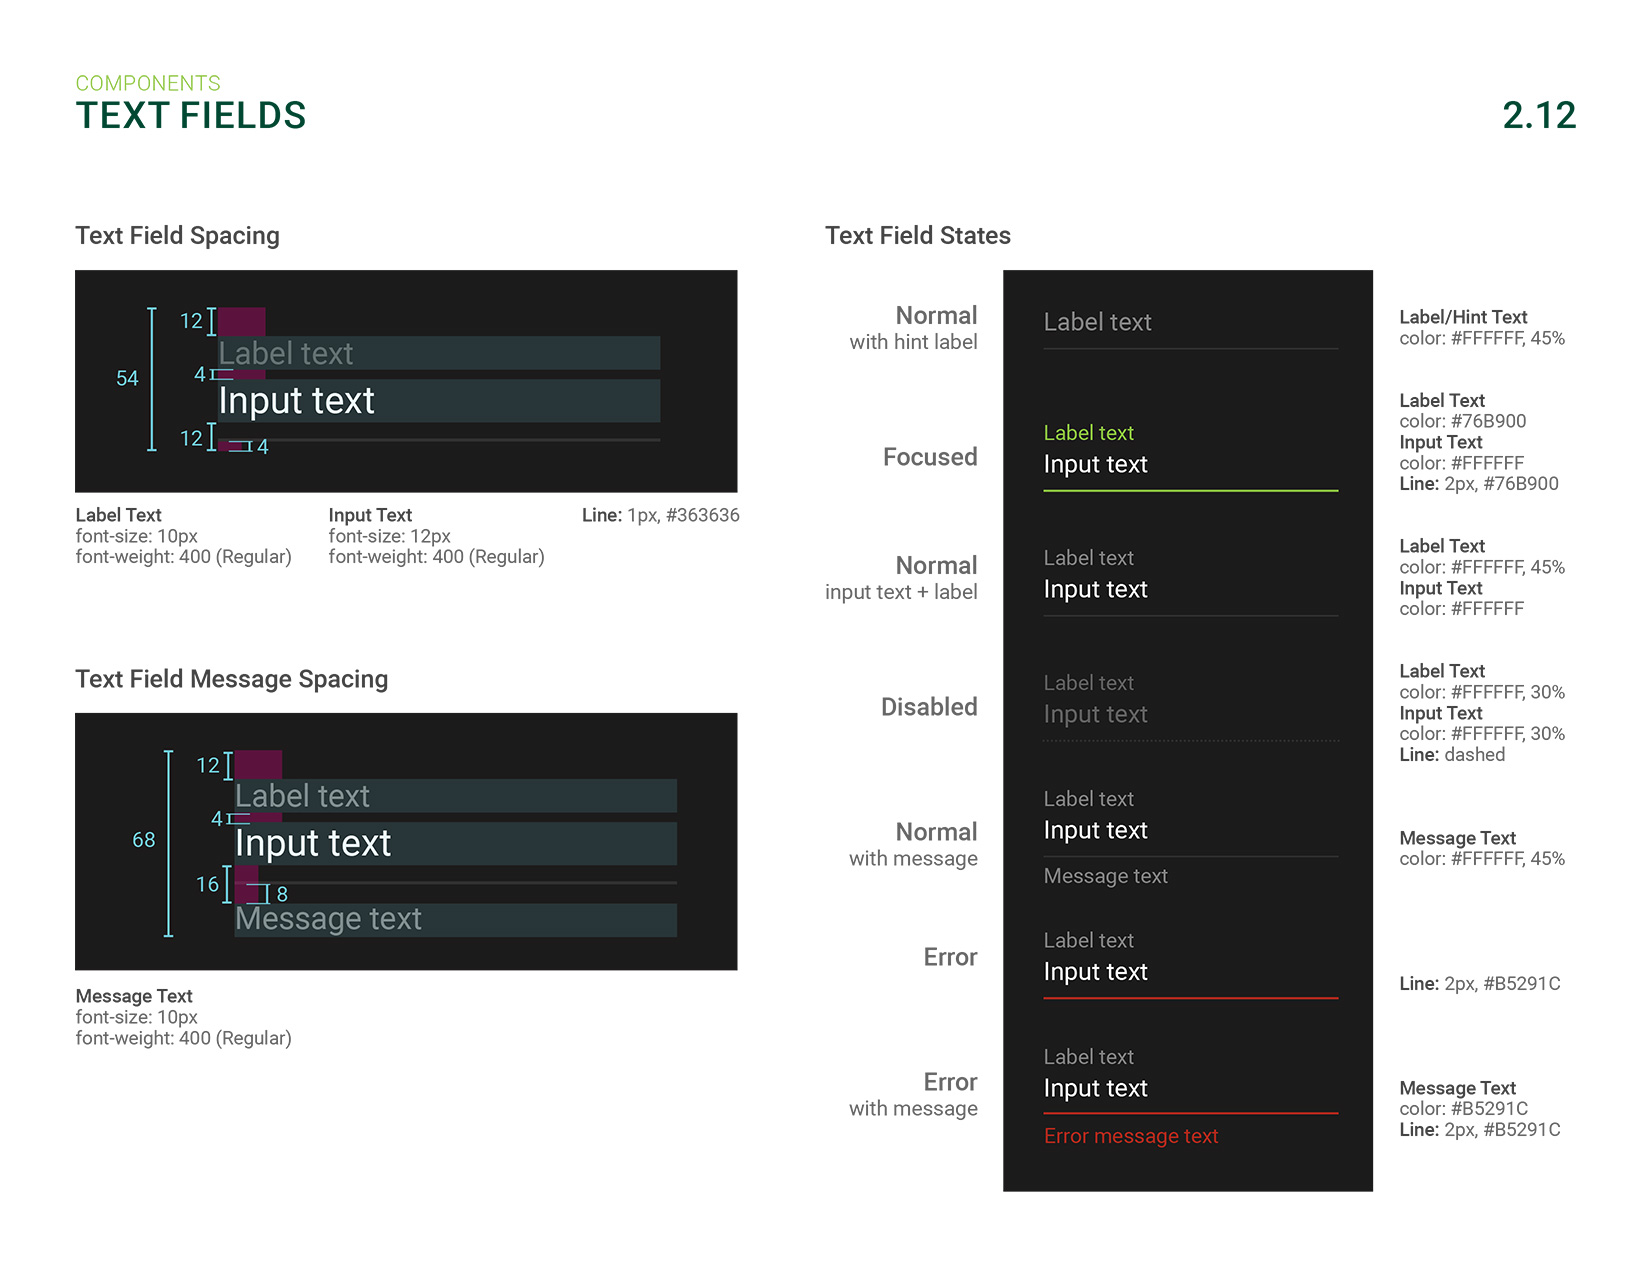 COMPONENTS
TEXT FIELDS
2.12
Text Field Spacing
12
Label text
54
4
Input text
12
4
Label Text
font-size: 10px
font-weight: 400 (Regular)
Input Text
font-size: 12px
font-weight: 400 (Regular)
Line: 1px, #363636
Text Field Message Spacing
12
Label text
4
68
Input text
16
8
Message text
Message Text
font-size: 10px
font-weight: 400 (Regular)
Text Field States
Normal
with hint label
Label text
Label/Hint Text
color: #FFFFFF, 45%
Focused
Label text
Input text
Label Text
color: #76B900
Input Text
color: #FFFFFF
Line: 2px, #76B900
Normal
input text + label
Label text
Input text
Label Text
color: #FFFFFF, 45%
Input Text
color: #FFFFFF
Disabled
Label text
Input text
Label Text
color: #FFFFFF, 30%
Input Text
color: #FFFFFF, 30%
Line: dashed
Normal
with message
Label text
Input text
Message text
Message Text
color: #FFFFFF, 45%
Error
Label text
Input text
Line: 2px, #B5291C
Error
with message
Label text
Input text
Error message text
Message Text
color: #B5291C
Line: 2px, #B5291C